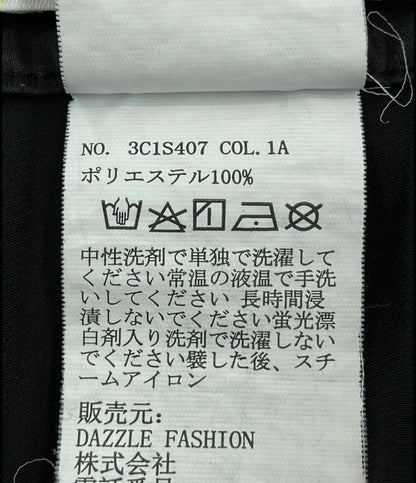 NO. 3C1S407 COL.1A
ポリエステル100%
中性洗剤で単独で洗濯して
ください常温の液温で手洗
いしてください 長時間浸
漬しないでください蛍光漂
白剤入り洗剤で洗濯しない
でください襞した後、スチ
ームアイロン
販売元:
DAZZLE FASHION
株式会社